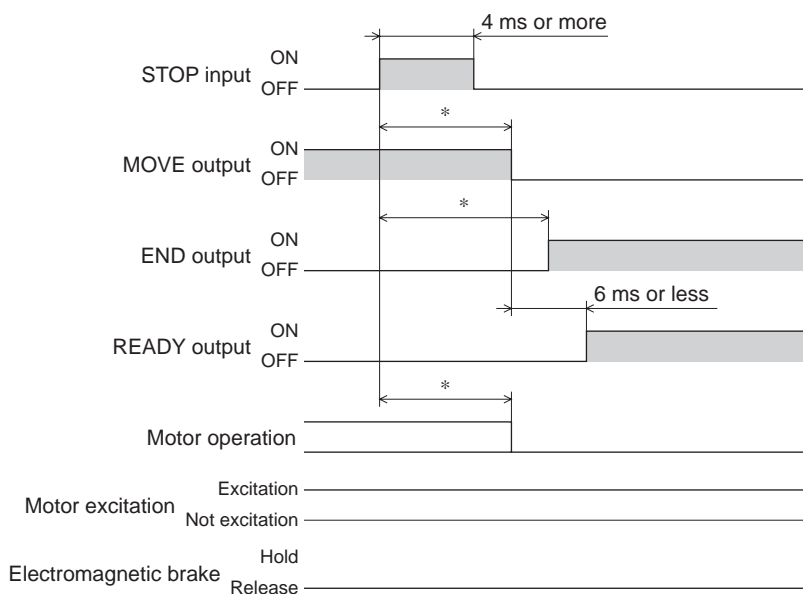 4 ms or more
ON
STOP input
OFF
*
ON
MOVE output
OFF
*
ON
END output
OFF
6 ms or less
ON
READY output
OFF
*
Motor operation
Excitation
Motor excitation
Not excitation
Hold
Electromagnetic brake
Release